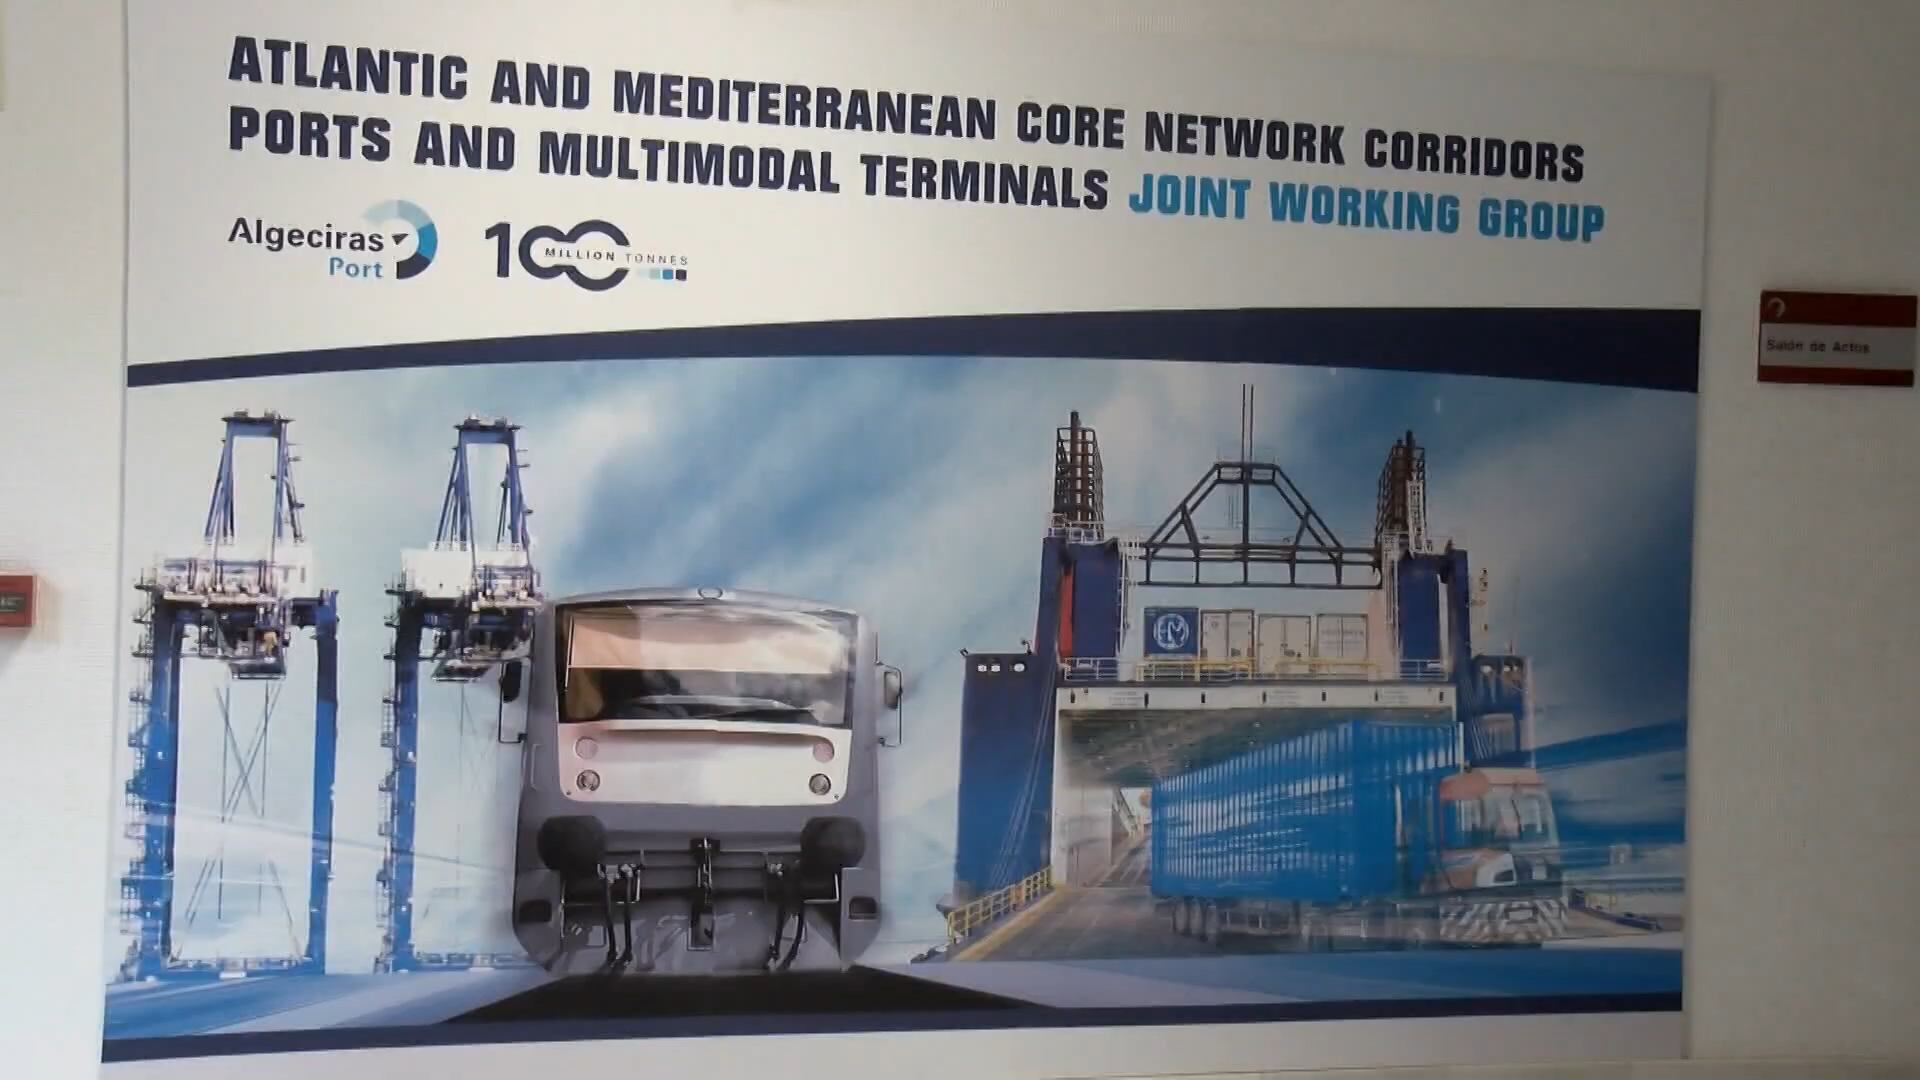 ATLANTIC AND MEDITERRANEAN CORE NETWORK CORRIDORS
PORTS AND MULTIMODAL TERMINALS JOINT WORKING GROUP
Algeciras
Port
100
MILLION TONNES
Salón de Actos